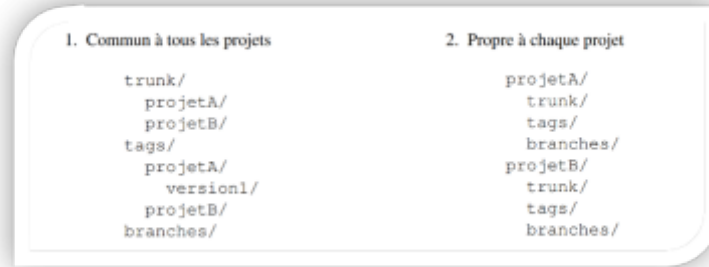 1. Commun à tous les projets
trunk/
projetA/
projetB/
tags/
projetA/
version1/
projetB/
branches/
2. Propre à chaque projet
projetA/
trunk/
tags/
branches/
projetB/
trunk/
tags/
branches/